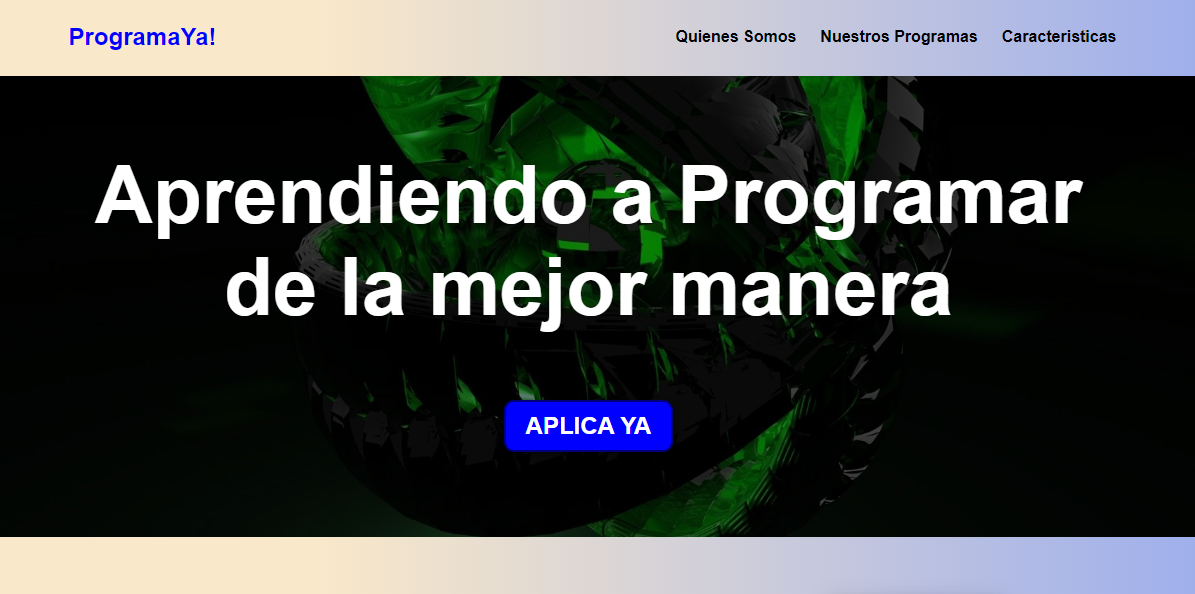 ProgramaYa!
Quienes Somos Nuestros Programas Caracteristicas
Aprendiendo a Programar
de la mejor manera
APLICA YA